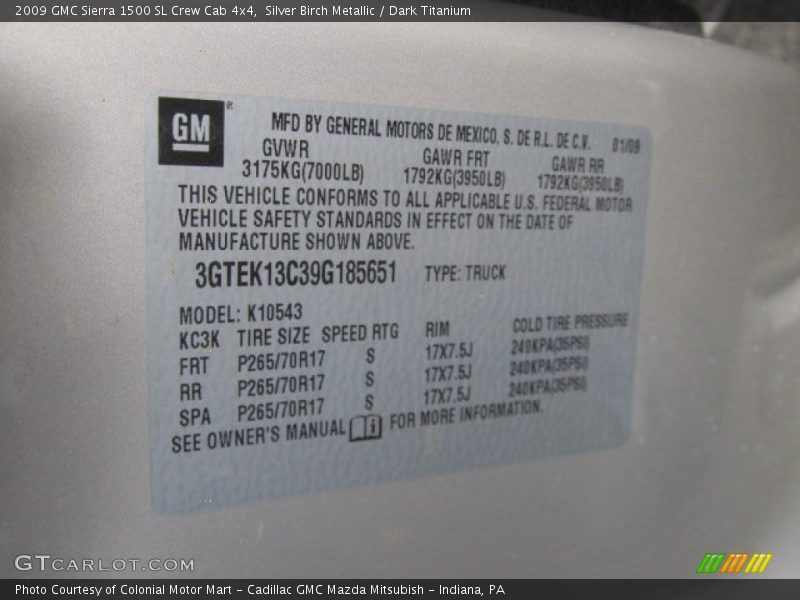 2009 GMC Sierra 1500 SL Crew Cab 4x4,  Silver Birch Metallic / Dark Titanium
GM ®
MFD BY GENERAL MOTORS DE MEXICO, S. DE R.L. DE C.V. 01/09
GVWR GAWR FRT GAWR RR
3175KG(7000LB) 1792KG(3950LB) 1792KG(3950LB)
THIS VEHICLE CONFORMS TO ALL APPLICABLE U.S. FEDERAL MOTOR
VEHICLE SAFETY STANDARDS IN EFFECT ON THE DATE OF
MANUFACTURE SHOWN ABOVE.
3GTEK13C39G185651 TYPE: TRUCK
MODEL: K10543
KC3K TIRE SIZE SPEED RTG RIM COLD TIRE PRESSURE
FRT P265/70R17 S 17X7.5J 240KPA(35PSI)
RR P265/70R17 S 17X7.5J 240KPA(35PSI)
SPA P265/70R17 S 17X7.5J 240KPA(35PSI)
SEE OWNER'S MANUAL FOR MORE INFORMATION.
GTCARLOT.COM
Photo Courtesy of Colonial Motor Mart - Cadillac GMC Mazda Mitsubish - Indiana, PA